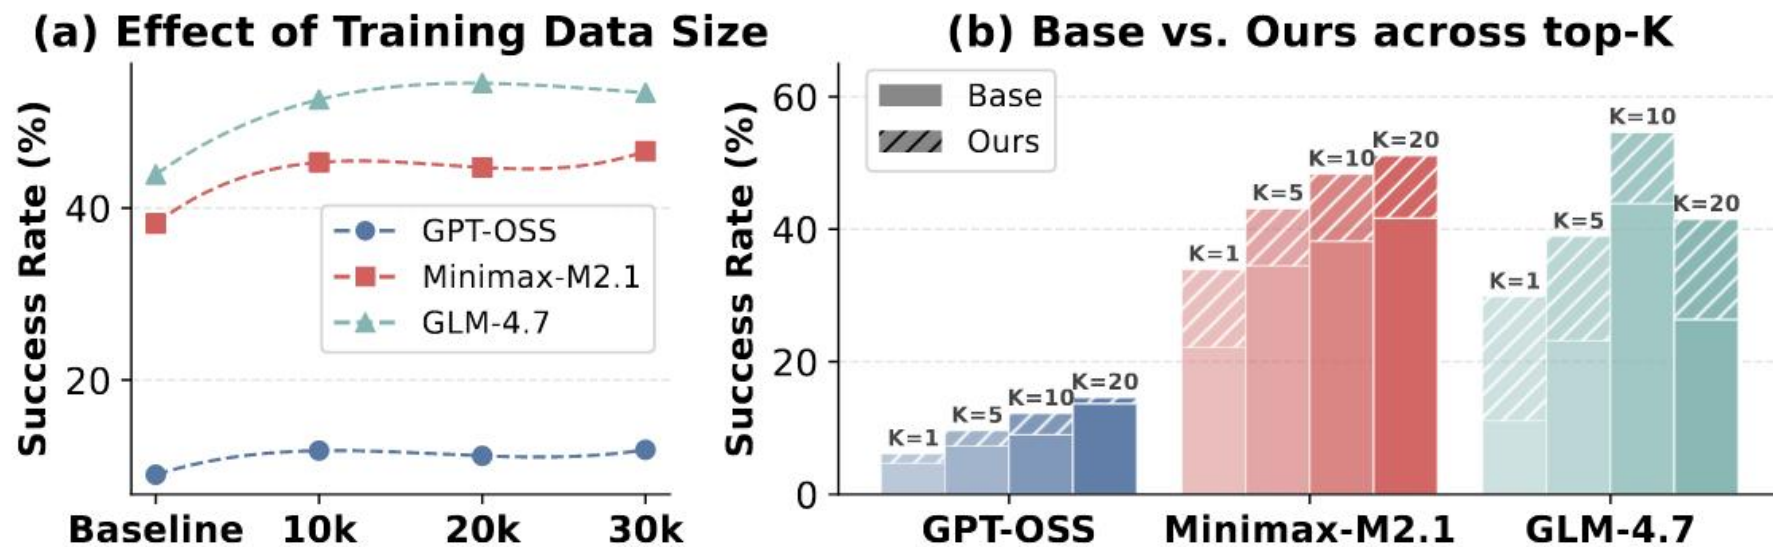 (a) Effect of Training Data Size
Success Rate (%)
40
20
GPT-OSS
Minimax-M2.1
GLM-4.7
Baseline 10k 20k 30k
(b) Base vs. Ours across top-K
Success Rate (%)
60
40
20
0
Base
Ours
K=1
K=5
K=10
K=20
K=1
K=5
K=10
K=20
K=1
K=5
K=10
K=20
GPT-OSS Minimax-M2.1 GLM-4.7